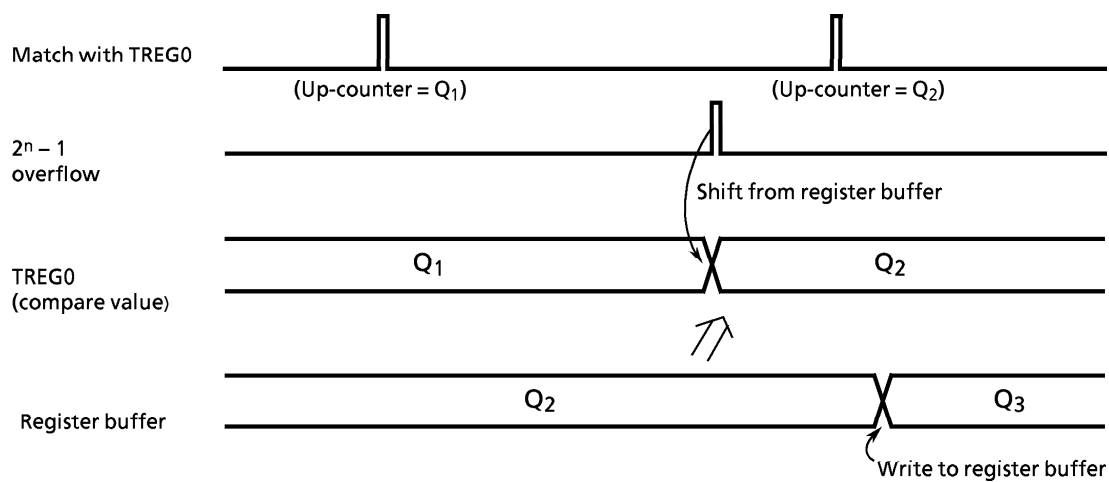 Match with TREG0
(Up-counter = Q₁)
(Up-counter = Q₂)
2ⁿ – 1
overflow
Shift from register buffer
TREG0
(compare value)
Q₁
Q₂
Register buffer
Q₂
Q₃
Write to register buffer